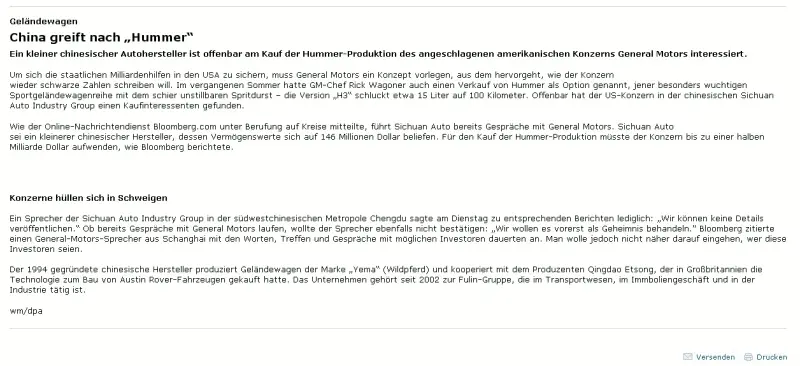 Geländewagen
China greift nach „Hummer“
Ein kleiner chinesischer Autohersteller ist offenbar am Kauf der Hummer-Produktion des angeschlagenen amerikanischen Konzerns General Motors interessiert.
Um sich die staatlichen Milliardenhilfen in den USA zu sichern, muss General Motors ein Konzept vorlegen, aus dem hervorgeht, wie der Konzern
wieder schwarze Zahlen schreiben will. Im vergangenen Sommer hatte GM-Chef Rick Wagoner auch einen Verkauf von Hummer als Option genannt, jener besonders wuchtigen
Sportgeländewagenreihe mit dem schier unstillbaren Spritdurst – die Version „H3“ schluckt etwa 15 Liter auf 100 Kilometer. Offenbar hat der US-Konzern in der chinesischen Sichuan
Auto Industry Group einen Kaufinteressenten gefunden.
Wie der Online-Nachrichtendienst Bloomberg.com unter Berufung auf Kreise mitteilte, führt Sichuan Auto bereits Gespräche mit General Motors. Sichuan Auto
sei ein kleinerer chinesischer Hersteller, dessen Vermögenswerte sich auf 146 Millionen Dollar beliefen. Für den Kauf der Hummer-Produktion müsste der Konzern bis zu einer halben
Milliarde Dollar aufwenden, wie Bloomberg berichtete.
Konzerne hüllen sich in Schweigen
Ein Sprecher der Sichuan Auto Industry Group in der südwestchinesischen Metropole Chengdu sagte am Dienstag zu entsprechenden Berichten lediglich: „Wir können keine Details
veröffentlichen.“ Ob bereits Gespräche mit General Motors laufen, wollte der Sprecher ebenfalls nicht bestätigen: „Wir wollen es vorerst als Geheimnis behandeln.“ Bloomberg zitierte
einen General-Motors-Sprecher aus Schanghai mit den Worten, Treffen und Gespräche mit möglichen Investoren dauerten an. Man wolle jedoch nicht näher darauf eingehen, wer diese
Investoren seien.
Der 1994 gegründete chinesische Hersteller produziert Geländewagen der Marke „Yema“ (Wildpferd) und kooperiert mit dem Produzenten Qingdao Etsong, der in Großbritannien die
Technologie zum Bau von Austin Rover-Fahrzeugen gekauft hatte. Das Unternehmen gehört seit 2002 zur Fulin-Gruppe, die im Transportwesen, im Immobliengeschäft und in der
Industrie tätig ist.
wm/dpa
Versenden Drucken